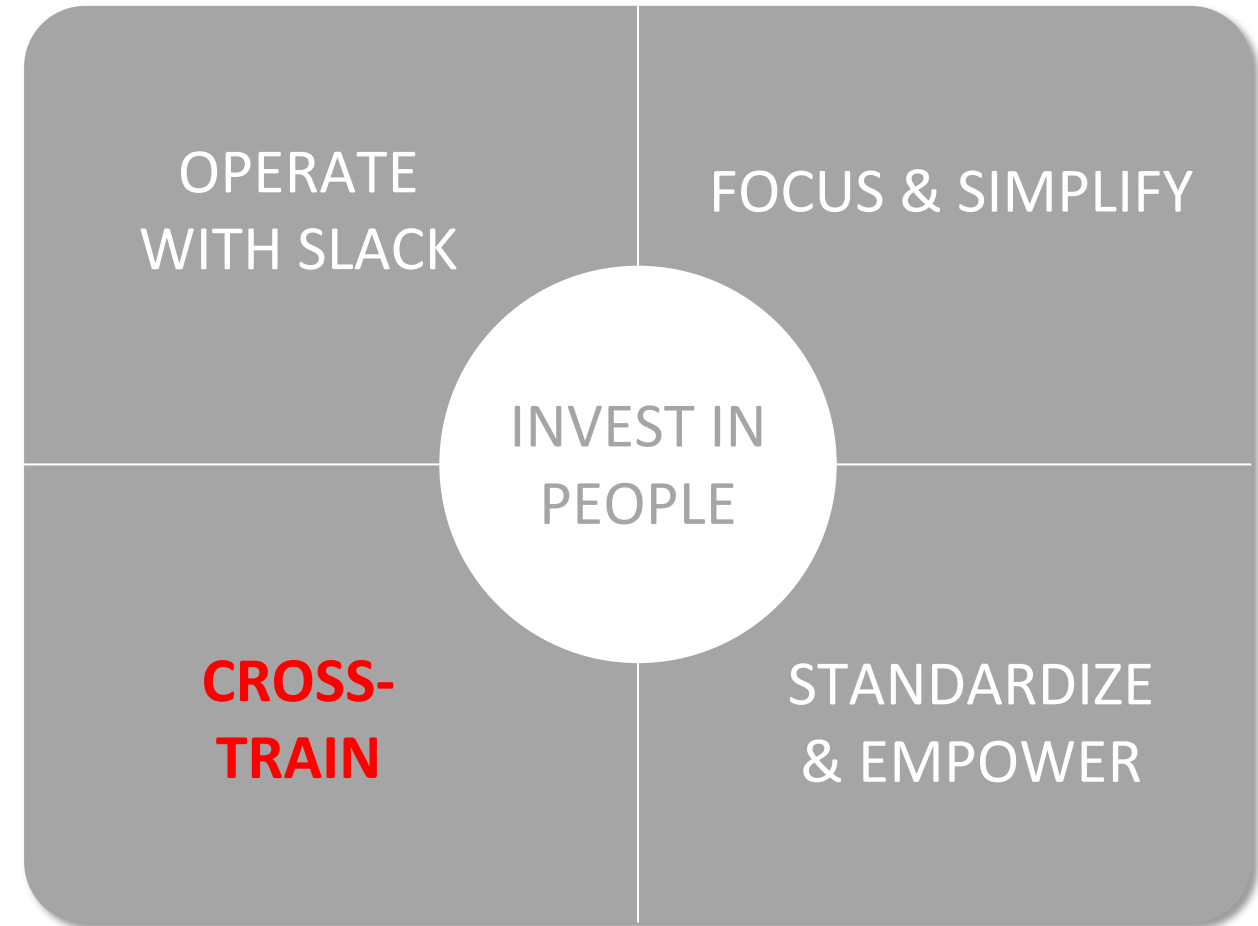 OPERATE
WITH SLACK
FOCUS & SIMPLIFY
INVEST IN
PEOPLE
CROSS-
TRAIN
STANDARDIZE
& EMPOWER